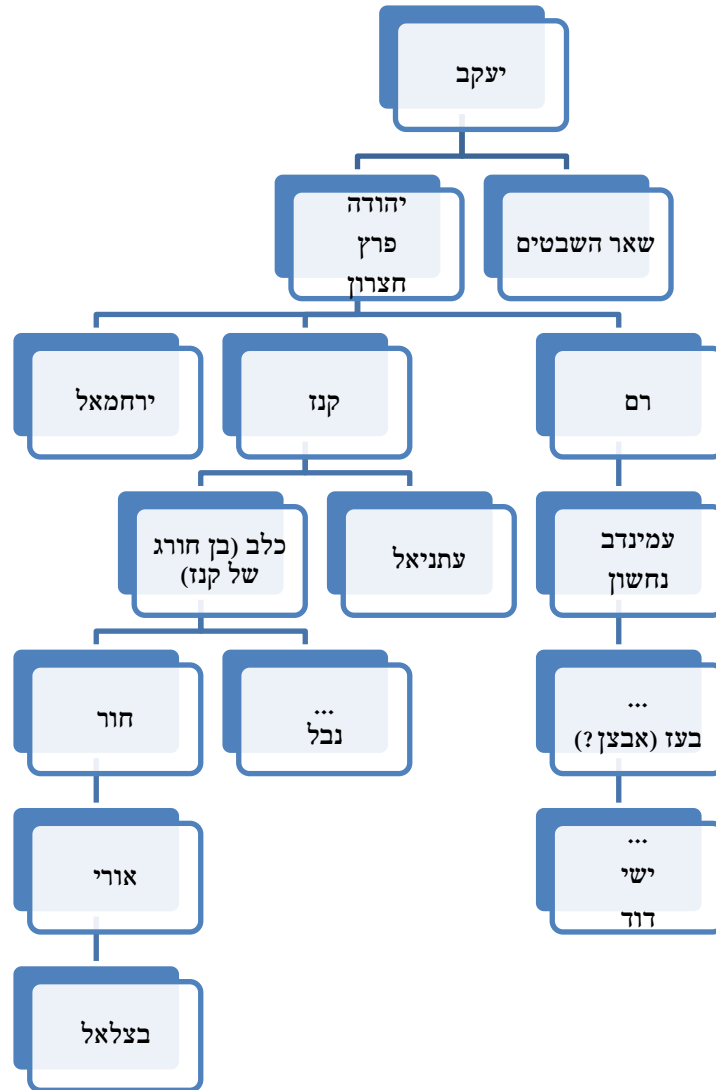 יעקב
שאר השבטים
יהודה
פרץ
חצרון
רם
קנז
ירחמאל
עמינדב
נחשון
עתניאל
כלב (בן חורג
של קנז)
...
בעז (אבצן?)
...
נבל
חור
...
ישי
דוד
אורי
בצלאל